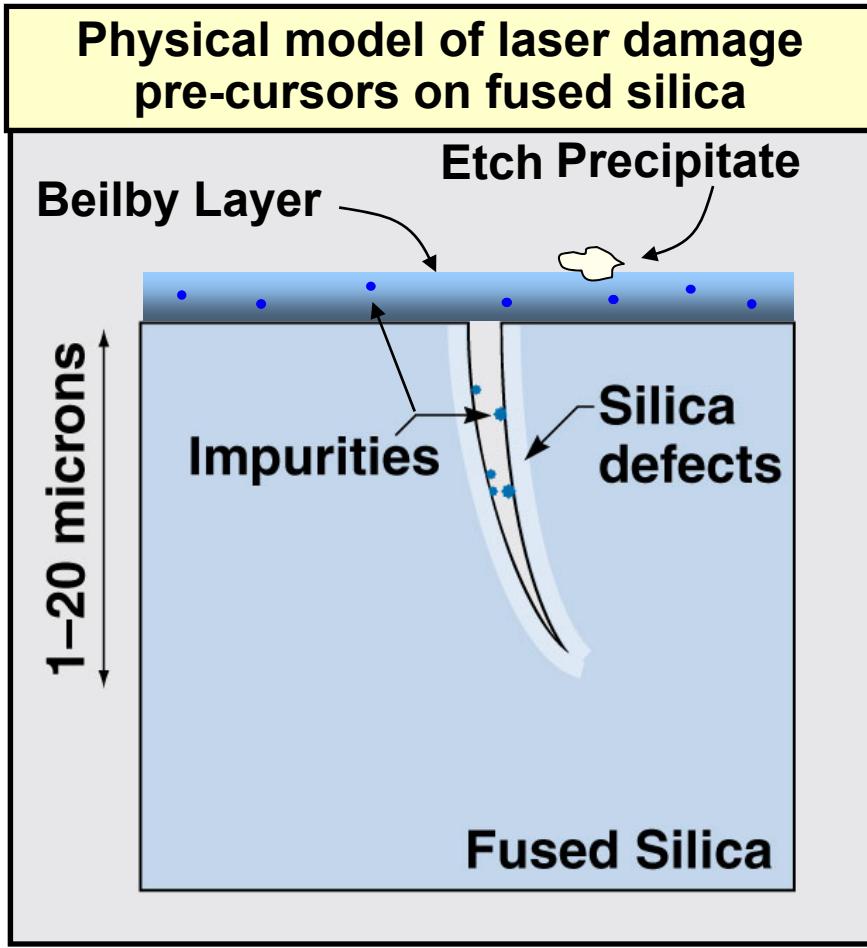 Physical model of laser damage
pre-cursors on fused silica
Etch Precipitate
Beilby Layer
1–20 microns
Impurities
Silica
defects
Fused Silica